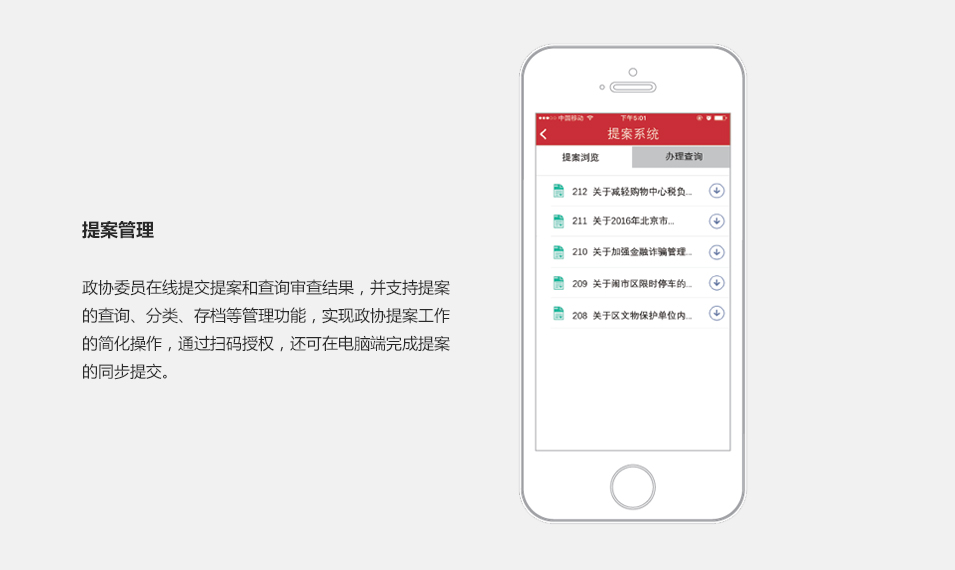 提案管理
政协委员在线提交提案和查询审查结果，并支持提案
的查询、分类、存档等管理功能，实现政协提案工作
的简化操作，通过扫码授权，还可在电脑端完成提案
的同步提交。
中国移动 下午5:01
提案系统
提案浏览 办理查询
212 关于减轻购物中心税负...
211 关于2016年北京市...
210 关于加强金融诈骗管理...
209 关于闹市区限时停车的...
208 关于区文物保护单位内...